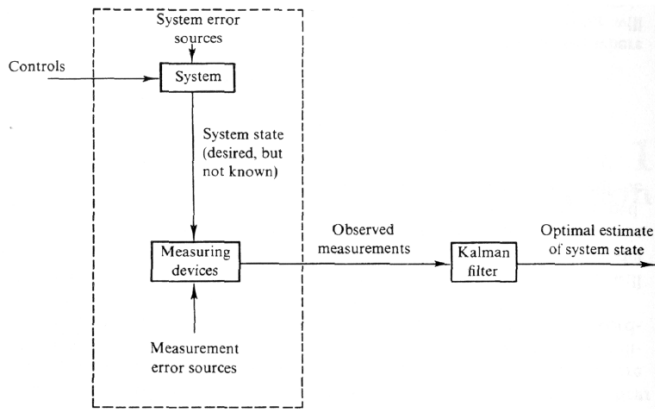 System error
sources
Controls
System
System state
(desired, but
not known)
Observed
measurements
Optimal estimate
of system state
Measuring
devices
Kalman
filter
Measurement
error sources